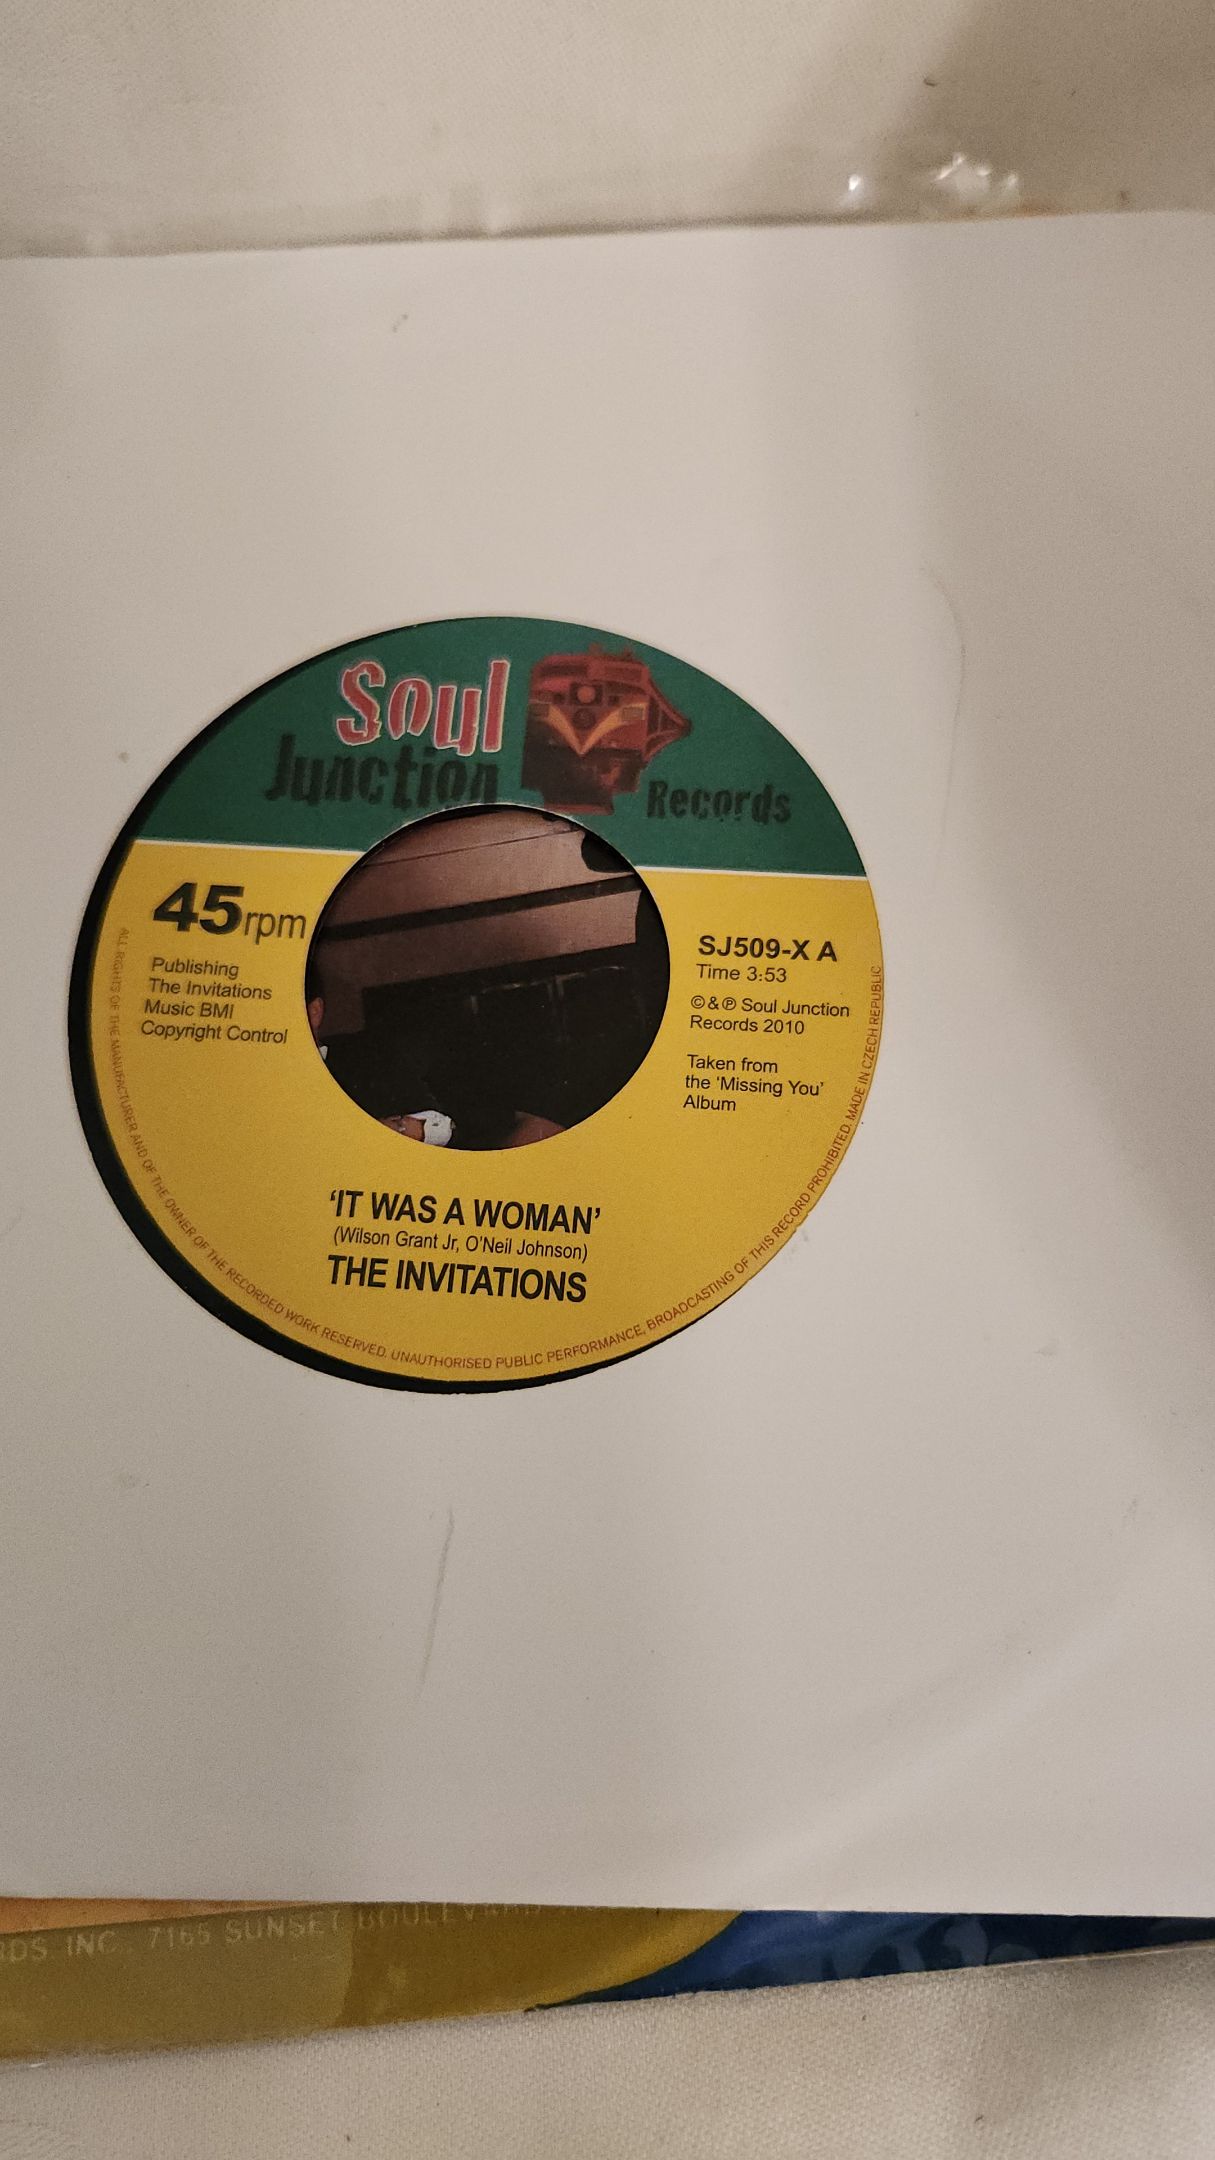 Soul
Junction Records
45rpm
Publishing
The Invitations
Music BMI
Copyright Control
SJ509-X A
Time 3:53
©&℗ Soul Junction
Records 2010
Taken from
the 'Missing You'
Album
'IT WAS A WOMAN'
(Wilson Grant Jr, O'Neil Johnson)
THE INVITATIONS
ALL RIGHTS OF THE MANUFACTURER AND OF THE OWNER OF THE RECORDED WORK RESERVED. UNAUTHORISED PUBLIC PERFORMANCE, BROADCASTING OF THIS RECORD PROHIBITED. MADE IN CZECH REPUBLIC
INC., 7165 SUNSET BOULEVARD